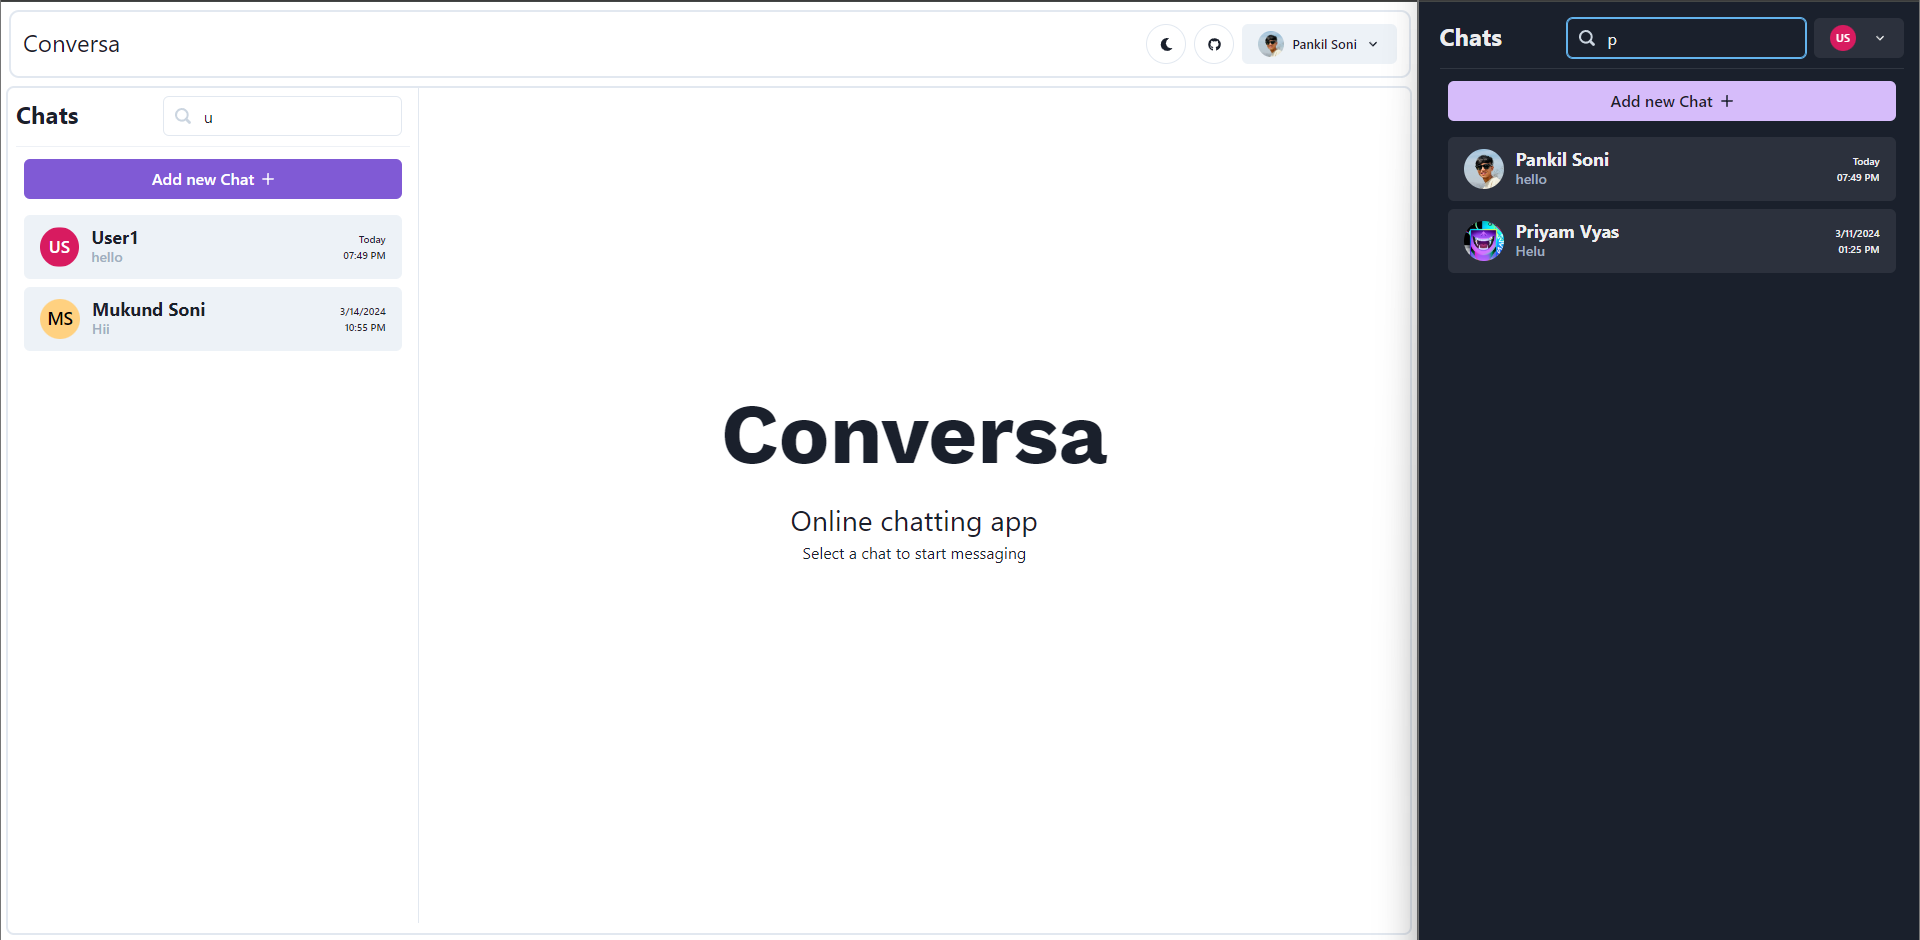 Conversa
Pankil Soni
Chats
u
Add new Chat +
US
User1
hello
Today
07:49 PM
MS
Mukund Soni
Hii
3/14/2024
10:55 PM
Conversa
Online chatting app
Select a chat to start messaging
Chats
p
US
Add new Chat +
Pankil Soni
hello
Today
07:49 PM
Priyam Vyas
Helu
3/11/2024
01:25 PM